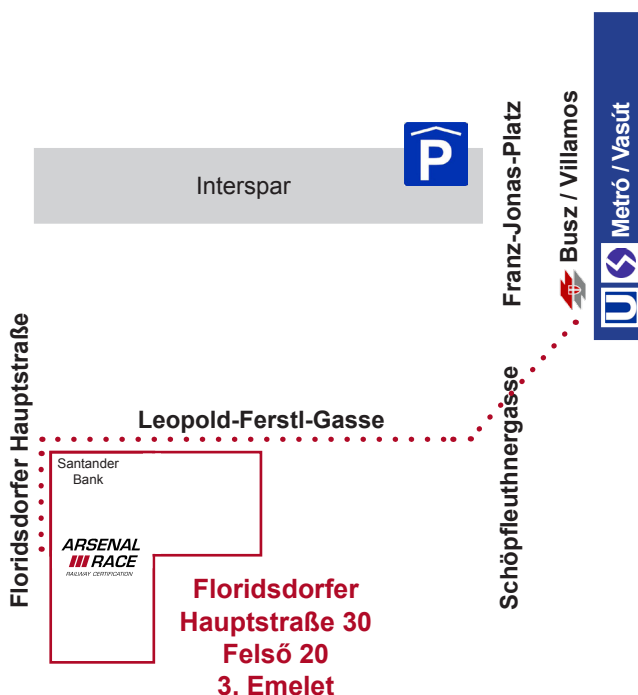 Interspar
P
Franz-Jonas-Platz
Busz / Villamos
U
Metró / Vasút
Schöpfleuthnergasse
Leopold-Ferstl-Gasse
Floridsdorfer Hauptstraße
Santander
Bank
ARSENAL
RACE
RAILWAY CERTIFICATION
Floridsdorfer
Hauptstraße 30
Felső 20
3. Emelet